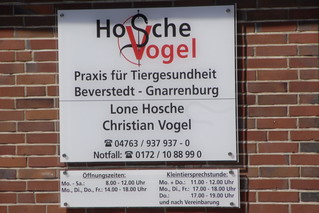 Hosche
Vogel
Praxis für Tiergesundheit
Beverstedt - Gnarrenburg
Lone Hosche
Christian Vogel
☎ 04763 / 937 937 - 0
Notfall: ☎ 0172 / 10 88 99 0
Öffnungszeiten:
Mo. - Sa.: 8.00 - 12.00 Uhr
Mo., Di., Do., Fr.: 14.00 - 18.00 Uhr
Kleintiersprechstunde:
Mo. + Do.: 11.00 - 12.00 Uhr
Mo., Di., Fr.: 17.00 - 18.00 Uhr
Do.: 17.00 - 19.00 Uhr
und nach Vereinbarung